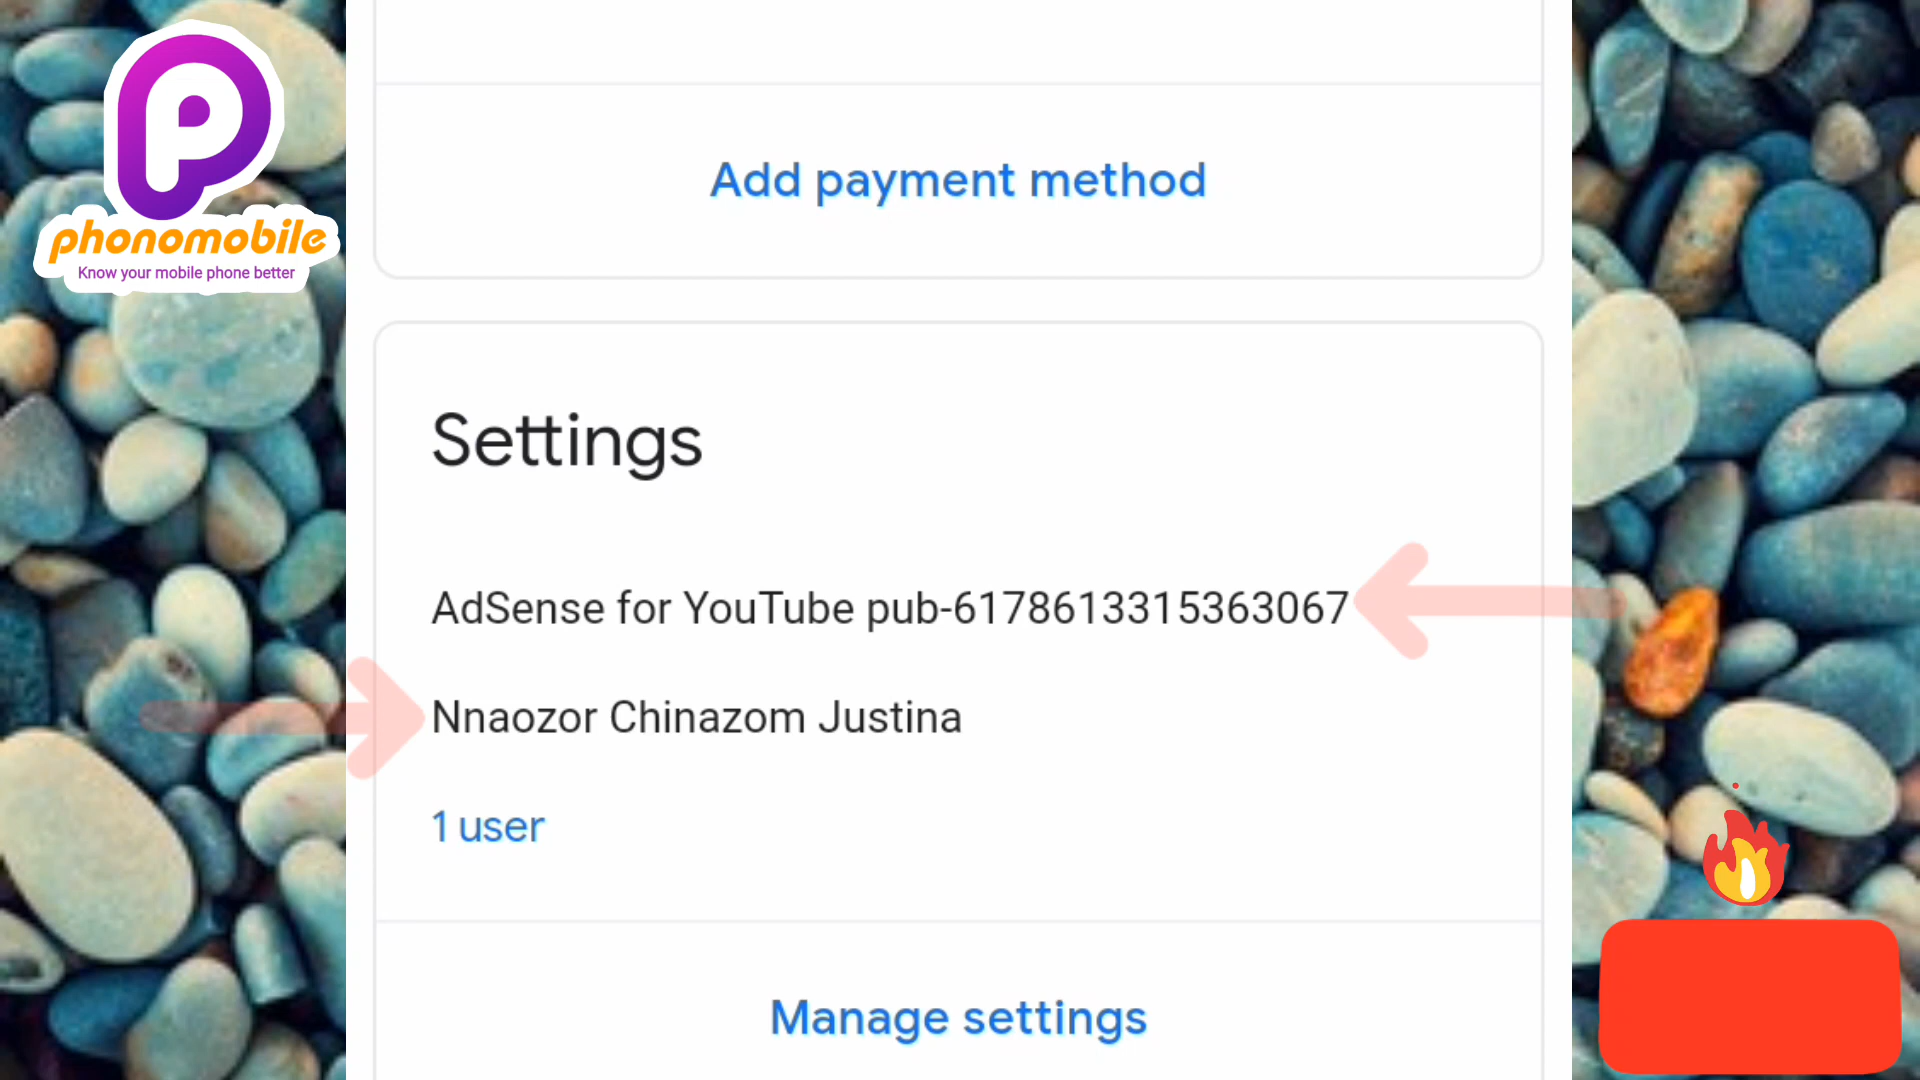 phonomobile
Know your mobile phone better
Add payment method
Settings
AdSense for YouTube pub-6178613315363067
Nnaozor Chinazom Justina
1 user
Manage settings